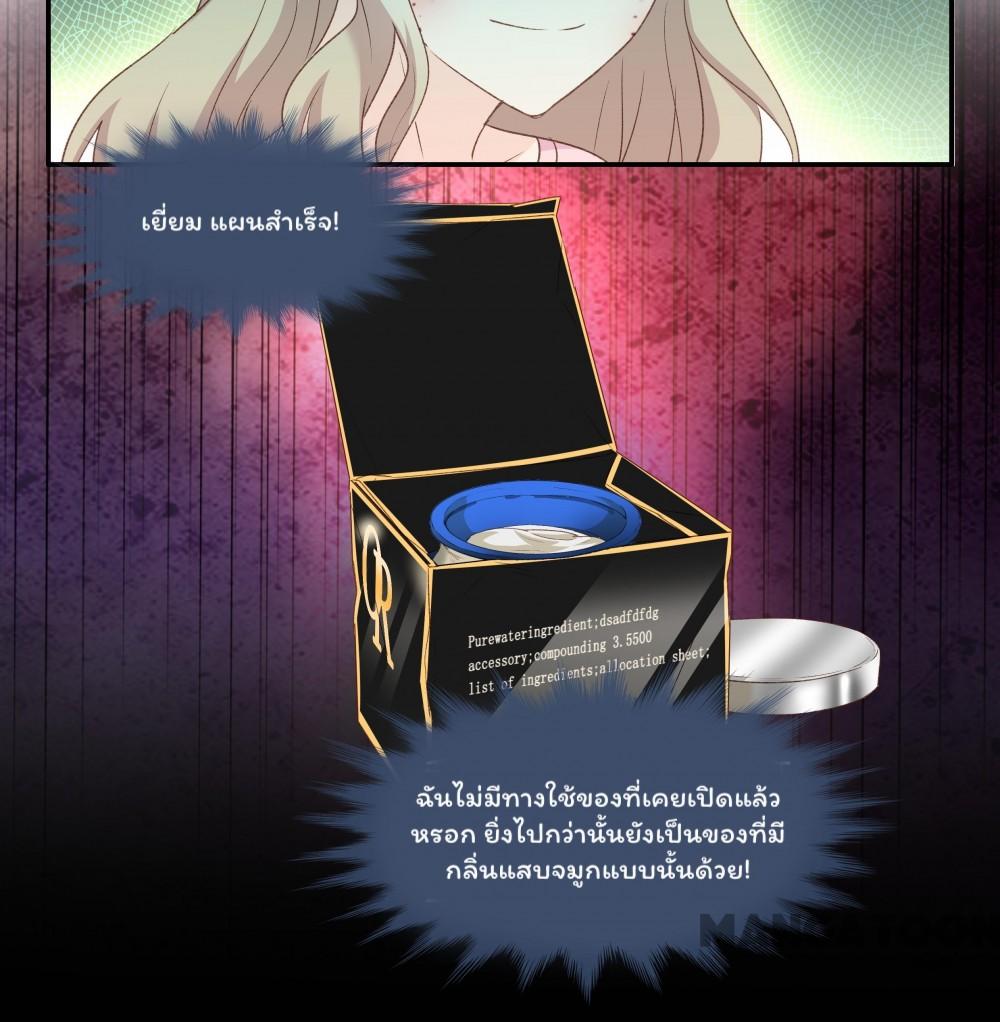 เยี่ยม แผนสำเร็จ!
QR
Purewateringredient;dsadfdfdg
accessory;compounding 3.5500
list of ingredients;allocation sheet;
ฉันไม่มีทางใช้ของที่เคยเปิดแล้ว
หรอก ยิ่งไปกว่านั้นยังเป็นของที่มี
กลิ่นแสบจมูกแบบนั้นด้วย!
MANGATOON